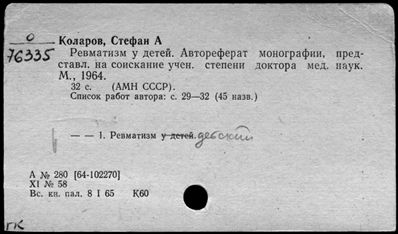 0
76335
Коларов, Стефан А
Ревматизм у детей. Автореферат монографии, пред-
ставл. на соискание учен. степени доктора мед. наук.
М., 1964.
32 с. (АМН СССР).
Список работ автора: с. 29—32 (45 назв.)
— — 1. Ревматизм у детей. детский
А № 280 [64-102270]
XI № 58
Вс. кн. пал. 8 I 65 К60
ГК